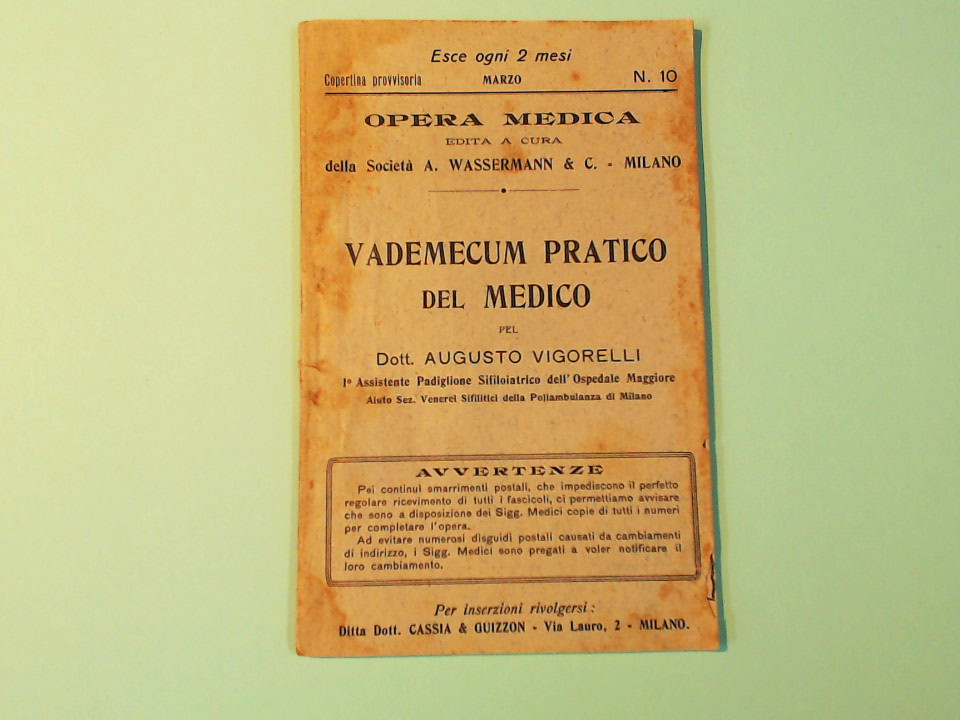 Esce ogni 2 mesi
Copertina provvisoria MARZO N. 10
OPERA MEDICA
EDITA A CURA
della Società A. WASSERMANN & C. - MILANO
VADEMECUM PRATICO
DEL MEDICO
PEL
Dott. AUGUSTO VIGORELLI
1º Assistente Padiglione Sifiloiatrico dell'Ospedale Maggiore
Aiuto Sez. Venerei Sifilitici della Poliambulanza di Milano
AVVERTENZE
Pei continui smarrimenti postali, che impediscono il perfetto
regolare ricevimento di tutti i fascicoli, ci permettiamo avvisare
che sono a disposizione dei Sigg. Medici copie di tutti i numeri
per completare l'opera.
Ad evitare numerosi disguidi postali causati da cambiamenti
di indirizzo, i Sigg. Medici sono pregati a voler notificare il
loro cambiamento.
Per inserzioni rivolgersi :
Ditta Dott. CASSIA & GUIZZON - Via Lauro, 2 - MILANO.